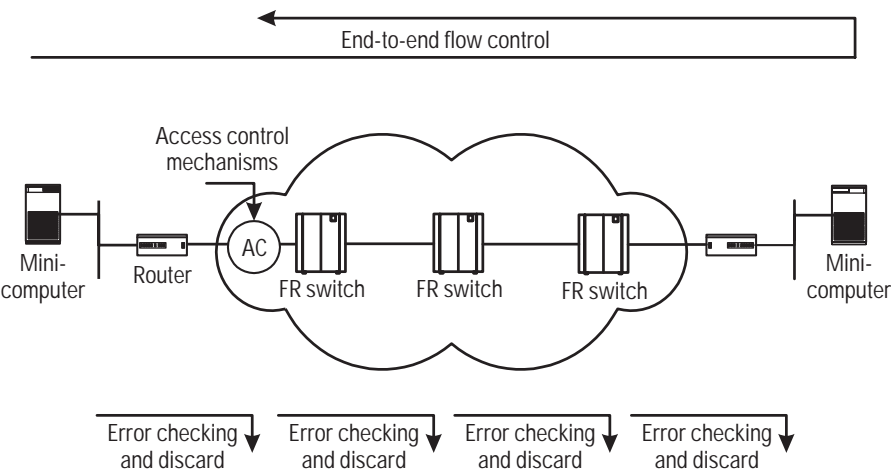 End-to-end flow control
Access control
mechanisms
AC
Mini-
computer
Router
FR switch
FR switch
FR switch
Mini-
computer
Error checking
and discard
Error checking
and discard
Error checking
and discard
Error checking
and discard